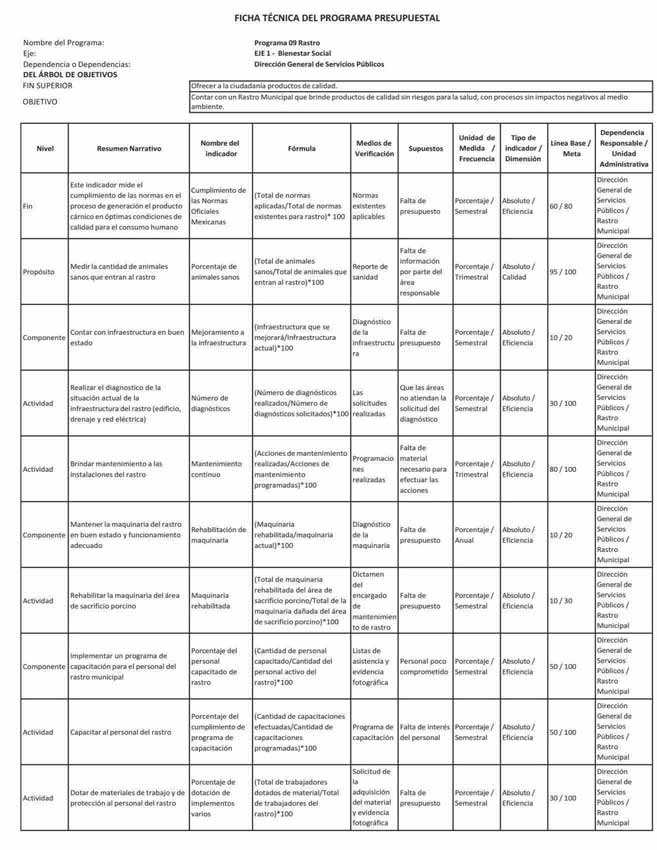 FICHA TÉCNICA DEL PROGRAMA PRESUPUESTAL
Nombre del Programa: Programa 09 Rastro
Eje: EJE 1 - Bienestar Social
Dependencia o Dependencias: Dirección General de Servicios Públicos
DEL ÁRBOL DE OBJETIVOS
FIN SUPERIOR Ofrecer a la ciudadanía productos de calidad.
OBJETIVO
Contar con un Rastro Municipal que brinde productos de calidad sin riesgos para la salud, con procesos sin impactos negativos al medio
ambiente.
Nivel
Resumen Narrativo
Nombre del
indicador
Fórmula
Medios de
Verificación
Supuestos
Unidad de
Medida /
Frecuencia
Tipo de
indicador /
Dimensión
Línea Base /
Meta
Dependencia
Responsable /
Unidad
Administrativa
Fin
Este indicador mide el
cumplimiento de las normas en el
proceso de generación el producto
cárnico en óptimas condiciones de
calidad para el consumo humano
Cumplimiento de
las Normas
Oficiales
Mexicanas
(Total de normas
aplicadas/Total de normas
existentes para rastro)* 100
Normas
existentes
aplicables
Falta de
presupuesto
Porcentaje /
Semestral
Absoluto /
Eficiencia
60 / 80
Dirección
General de
Servicios
Públicos /
Rastro
Municipal
Propósito
Medir la cantidad de animales
sanos que entran al rastro
Porcentaje de
animales sanos
(Total de animales
sanos/Total de animales que
entran al rastro)*100
Reporte de
sanidad
Falta de
información
por parte del
área
responsable
Porcentaje /
Trimestral
Absoluto /
Calidad
95 / 100
Dirección
General de
Servicios
Públicos /
Rastro
Municipal
Componente
Contar con infraestructura en buen
estado
Mejoramiento a
la infraestructura
(Infraestructura que se
mejorará/Infraestructura
actual)*100
Diagnóstico
de la
infraestructu
ra
Falta de
presupuesto
Porcentaje /
Semestral
Absoluto /
Eficiencia
10 / 20
Dirección
General de
Servicios
Públicos /
Rastro
Municipal
Actividad
Realizar el diagnostico de la
situación actual de la
infraestructura del rastro (edificio,
drenaje y red eléctrica)
Número de
diagnósticos
(Número de diagnósticos
realizados/Número de
diagnósticos solicitados)*100
Las
solicitudes
realizadas
Que las áreas
no atiendan la
solicitud del
diagnóstico
Porcentaje /
Semestral
Absoluto /
Eficiencia
30 / 100
Dirección
General de
Servicios
Públicos /
Rastro
Municipal
Actividad
Brindar mantenimiento a las
instalaciones del rastro
Mantenimiento
contínuo
(Acciones de mantenimiento
realizadas/Acciones de
mantenimiento
programadas)*100
Programacio
nes
realizadas
Falta de
material
necesario para
efectuar las
acciones
Porcentaje /
Trimestral
Absoluto /
Eficiencia
80 / 100
Dirección
General de
Servicios
Públicos /
Rastro
Municipal
Componente
Mantener la maquinaria del rastro
en buen estado y funcionamiento
adecuado
Rehabilitación de
maquinaria
(Maquinaria
rehabilitada/maquinaria
actual)*100
Diagnóstico
de la
maquinaria
Falta de
presupuesto
Porcentaje /
Anual
Absoluto /
Eficiencia
10 / 20
Dirección
General de
Servicios
Públicos /
Rastro
Municipal
Actividad
Rehabilitar la maquinaria del área
de sacrificio porcino
Maquinaria
rehabilitada
(Total de maquinaria
rehabilitada del área de
sacrificio porcino/Total de la
maquinaria dañada del área
de sacrificio porcino)*100
Dictamen
del
encargado
de
mantenimien
to de rastro
Falta de
presupuesto
Porcentaje /
Semestral
Absoluto /
Eficiencia
10 / 30
Dirección
General de
Servicios
Públicos /
Rastro
Municipal
Componente
Implementar un programa de
capacitación para el personal del
rastro municipal
Porcentaje del
personal
capacitado de
rastro
(Cantidad de personal
capacitado/Cantidad del
personal activo del
rastro)*100
Listas de
asistencia y
evidencia
fotográfica
Personal poco
comprometido
Porcentaje /
Semestral
Absoluto /
Eficiencia
50 / 100
Dirección
General de
Servicios
Públicos /
Rastro
Municipal
Actividad
Capacitar al personal del rastro
Porcentaje del
cumplimiento de
programa de
capacitación
(Cantidad de capacitaciones
efectuadas/Cantidad de
capacitaciones
programadas)*100
Programa de
capacitación
Falta de interés
del personal
Porcentaje /
Semestral
Absoluto /
Eficiencia
50 / 100
Dirección
General de
Servicios
Públicos /
Rastro
Municipal
Actividad
Dotar de materiales de trabajo y de
protección al personal del rastro
Porcentaje de
dotación de
implementos
varios
(Total de trabajadores
dotados de material/Total
de trabajadores del
rastro)*100
Solicitud de
la
adquisición
del material
y evidencia
fotográfica
Falta de
presupuesto
Porcentaje /
Semestral
Absoluto /
Eficiencia
30 / 100
Dirección
General de
Servicios
Públicos /
Rastro
Municipal